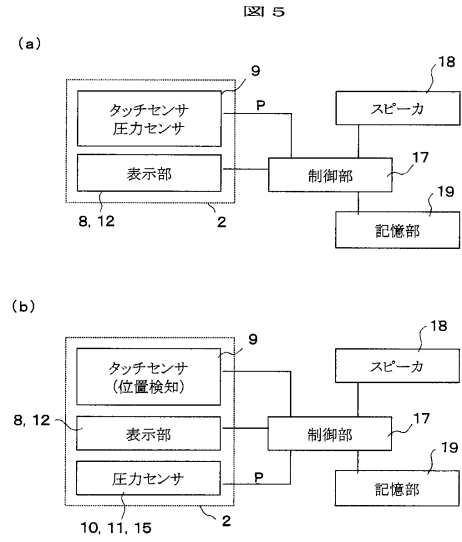 図5
(a)
9
18
タッチセンサ
圧力センサ
P
スピーカ
17
表示部
制御部
19
8, 12
2
記憶部
(b)
9
18
タッチセンサ
(位置検知)
スピーカ
17
8, 12
表示部
制御部
19
圧力センサ
P
記憶部
10, 11, 15
2